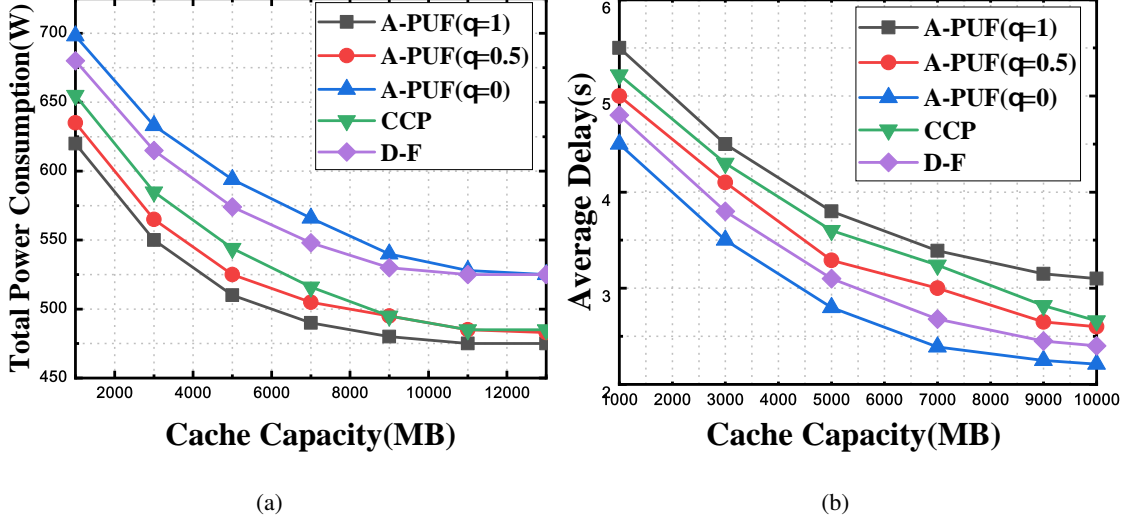 Total Power Consumption(W)
700
650
600
550
500
450
2000 4000 6000 8000 10000 12000
Cache Capacity(MB)
A-PUF(q=1)
A-PUF(q=0.5)
A-PUF(q=0)
CCP
D-F
(a)
Average Delay(s)
6
5
4
3
2
1000 2000 3000 4000 5000 6000 7000 8000 9000 10000
Cache Capacity(MB)
A-PUF(q=1)
A-PUF(q=0.5)
A-PUF(q=0)
CCP
D-F
(b)